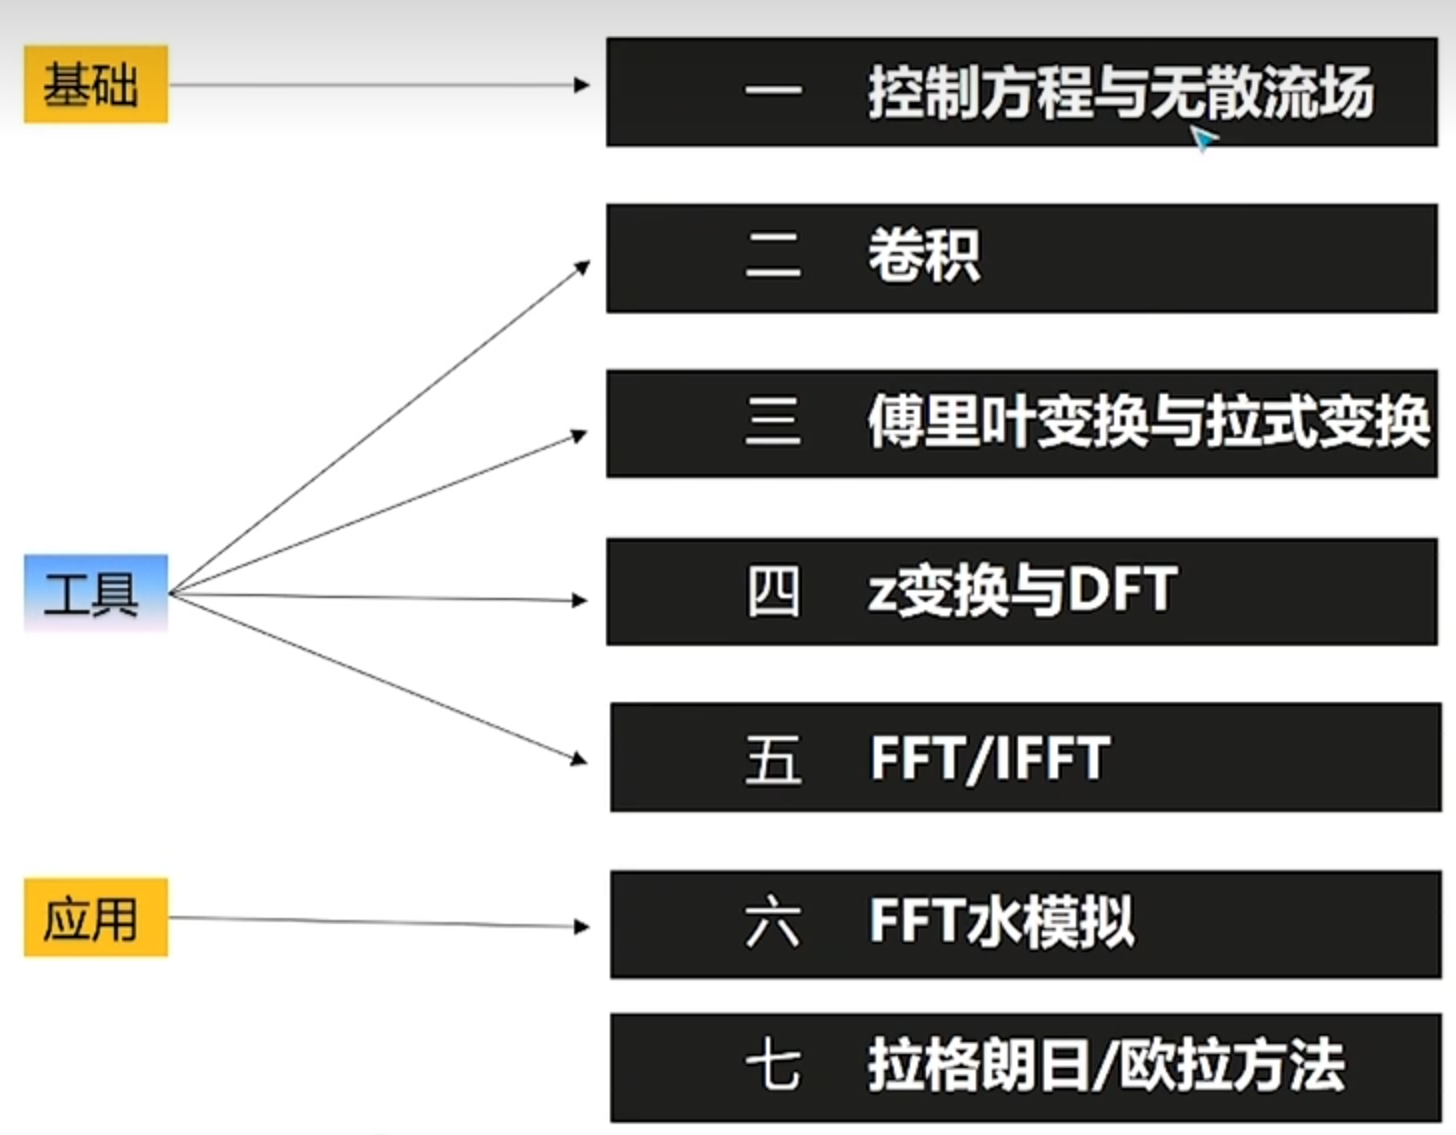 基础
一 控制方程与无散流场
二 卷积
三 傅里叶变换与拉式变换
工具
四 z变换与DFT
五 FFT/IFFT
应用
六 FFT水模拟
七 拉格朗日/欧拉方法